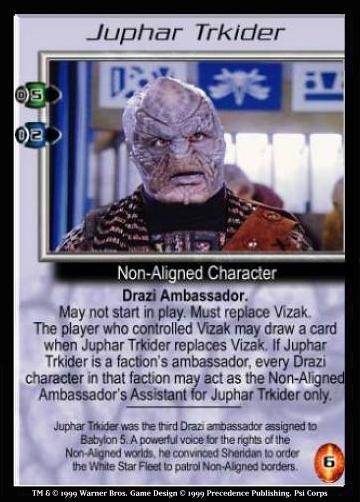 Juphar Trkider
5
2
Non-Aligned Character
Drazi Ambassador.
May not start in play. Must replace Vizak.
The player who controlled Vizak may draw a card
when Juphar Trkider replaces Vizak. If Juphar
Trkider is a faction's ambassador, every Drazi
character in that faction may act as the Non-Aligned
Ambassador's Assistant for Juphar Trkider only.
Juphar Trkider was the third Drazi ambassador assigned to
Babylon 5. A powerful voice for the rights of the
Non-Aligned worlds, he convinced Sheridan to order
the White Star Fleet to patrol Non-Aligned borders.
6
TM & © 1999 Warner Bros. Game Design © 1999 Precedence Publishing. Psi Corps